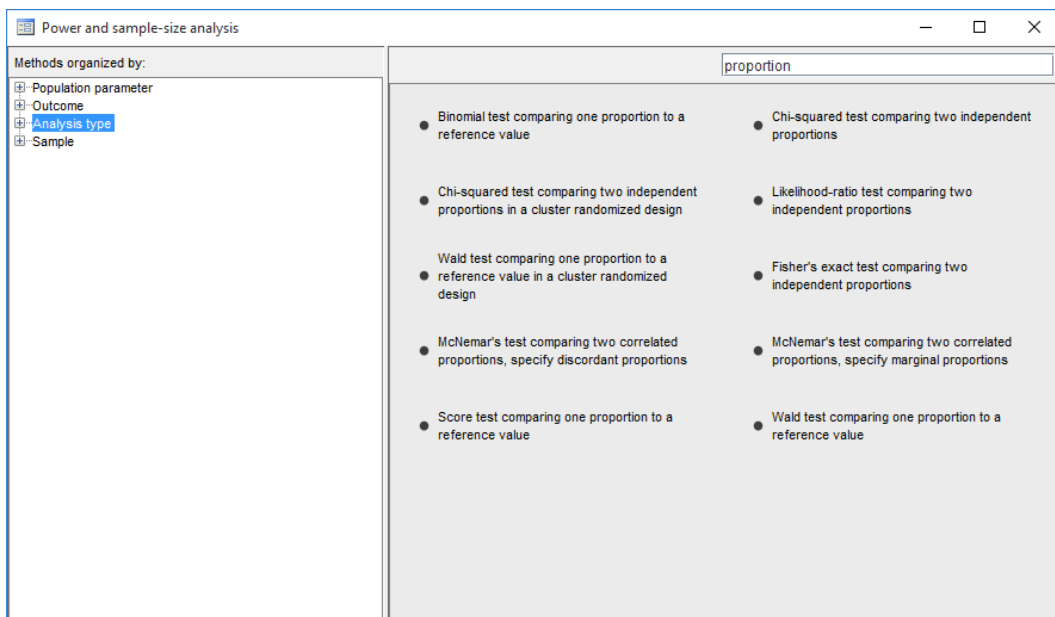 Power and sample-size analysis
Methods organized by:
proportion
Population parameter
Outcome
Analysis type
Sample
Binomial test comparing one proportion to a
reference value
Chi-squared test comparing two independent
proportions
Chi-squared test comparing two independent
proportions in a cluster randomized design
Likelihood-ratio test comparing two
independent proportions
Wald test comparing one proportion to a
reference value in a cluster randomized
design
Fisher's exact test comparing two
independent proportions
McNemar's test comparing two correlated
proportions, specify discordant proportions
McNemar's test comparing two correlated
proportions, specify marginal proportions
Score test comparing one proportion to a
reference value
Wald test comparing one proportion to a
reference value